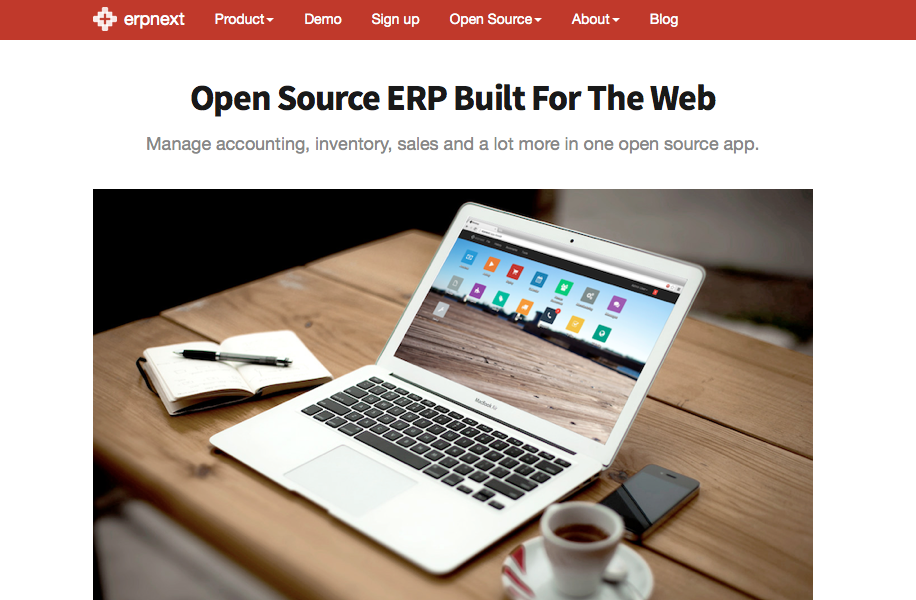 erpnext Product Demo Sign up Open Source About Blog
Open Source ERP Built For The Web
Manage accounting, inventory, sales and a lot more in one open source app.
MacBook Air